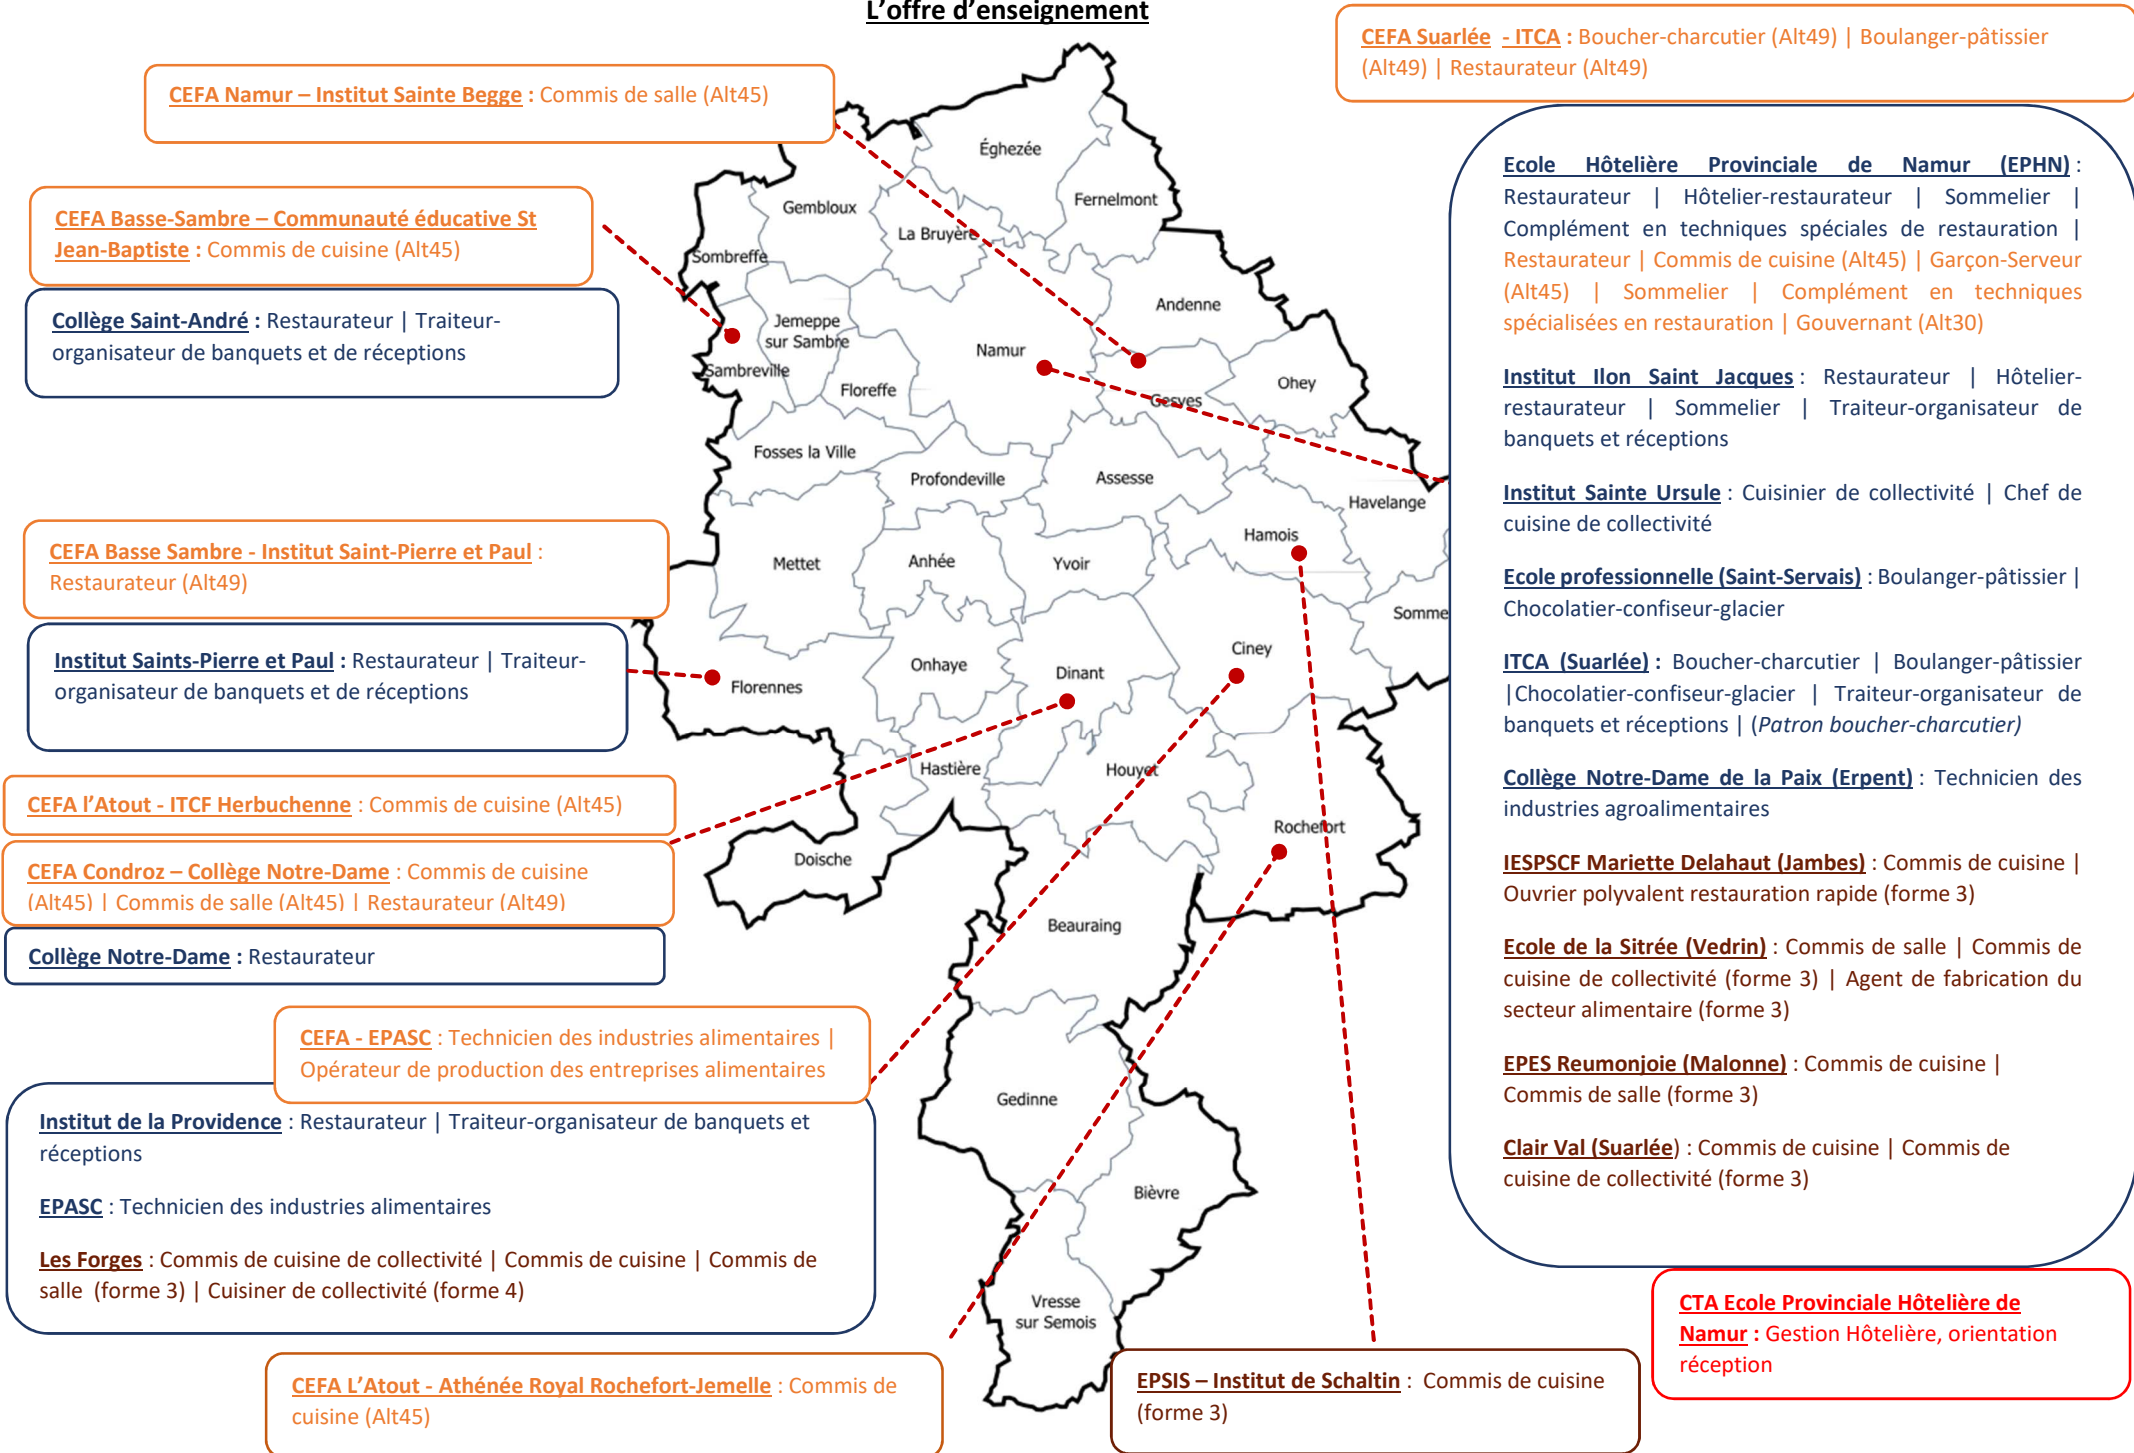 L'offre d'enseignement
CEFA Suarlée - ITCA : Boucher-charcutier (Alt49) | Boulanger-pâtissier
(Alt49) | Restaurateur (Alt49)
CEFA Namur – Institut Sainte Begge : Commis de salle (Alt45)
CEFA Basse-Sambre – Communauté éducative St
Jean-Baptiste : Commis de cuisine (Alt45)
Collège Saint-André : Restaurateur | Traiteur-
organisateur de banquets et de réceptions
CEFA Basse Sambre - Institut Saint-Pierre et Paul :
Restaurateur (Alt49)
Institut Saints-Pierre et Paul : Restaurateur | Traiteur-
organisateur de banquets et de réceptions
CEFA l'Atout - ITCF Herbuchenne : Commis de cuisine (Alt45)
CEFA Condroz – Collège Notre-Dame : Commis de cuisine
(Alt45) | Commis de salle (Alt45) | Restaurateur (Alt49)
Collège Notre-Dame : Restaurateur
CEFA - EPASC : Technicien des industries alimentaires |
Opérateur de production des entreprises alimentaires
Institut de la Providence : Restaurateur | Traiteur-organisateur de banquets et
réceptions
EPASC : Technicien des industries alimentaires
Les Forges : Commis de cuisine de collectivité | Commis de cuisine | Commis de
salle (forme 3) | Cuisiner de collectivité (forme 4)
CEFA L'Atout - Athénée Royal Rochefort-Jemelle : Commis de
cuisine (Alt45)
Éghezée
Fernelmont
Gembloux
La Bruyère
Sombreffe
Andenne
Jemeppe
sur Sambre
Namur
Sambreville
Floreffe
Gesves
Ohey
Fosses la Ville
Profondeville
Assesse
Havelange
Hamois
Mettet
Anhée
Yvoir
Somme
Ciney
Onhaye
Dinant
Florennes
Hastière
Houyet
Rochefort
Doische
Beauraing
Gedinne
Bièvre
Vresse
sur Semois
EPSIS – Institut de Schaltin : Commis de cuisine
(forme 3)
Ecole Hôtelière Provinciale de Namur (EPHN) :
Restaurateur | Hôtelier-restaurateur | Sommelier |
Complément en techniques spéciales de restauration |
Restaurateur | Commis de cuisine (Alt45) | Garçon-Serveur
(Alt45) | Sommelier | Complément en techniques
spécialisées en restauration | Gouvernant (Alt30)
Institut Ilon Saint Jacques : Restaurateur | Hôtelier-
restaurateur | Sommelier | Traiteur-organisateur de
banquets et réceptions
Institut Sainte Ursule : Cuisinier de collectivité | Chef de
cuisine de collectivité
Ecole professionnelle (Saint-Servais) : Boulanger-pâtissier |
Chocolatier-confiseur-glacier
ITCA (Suarlée) : Boucher-charcutier | Boulanger-pâtissier
|Chocolatier-confiseur-glacier | Traiteur-organisateur de
banquets et réceptions | (Patron boucher-charcutier)
Collège Notre-Dame de la Paix (Erpent) : Technicien des
industries agroalimentaires
IESPSCF Mariette Delahaut (Jambes) : Commis de cuisine |
Ouvrier polyvalent restauration rapide (forme 3)
Ecole de la Sitrée (Vedrin) : Commis de salle | Commis de
cuisine de collectivité (forme 3) | Agent de fabrication du
secteur alimentaire (forme 3)
EPES Reumonjoie (Malonne) : Commis de cuisine |
Commis de salle (forme 3)
Clair Val (Suarlée) : Commis de cuisine | Commis de
cuisine de collectivité (forme 3)
CTA Ecole Provinciale Hôtelière de
Namur : Gestion Hôtelière, orientation
réception